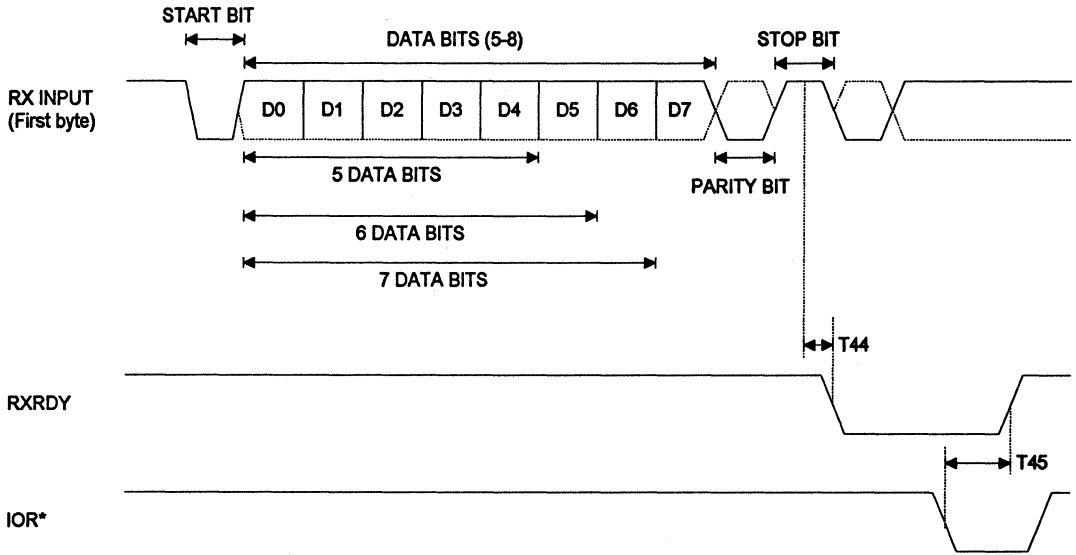 START BIT
DATA BITS (5-8)
STOP BIT
RX INPUT
(First byte)
D0 D1 D2 D3 D4 D5 D6 D7
5 DATA BITS
PARITY BIT
6 DATA BITS
7 DATA BITS
T44
RXRDY
T45
IOR*